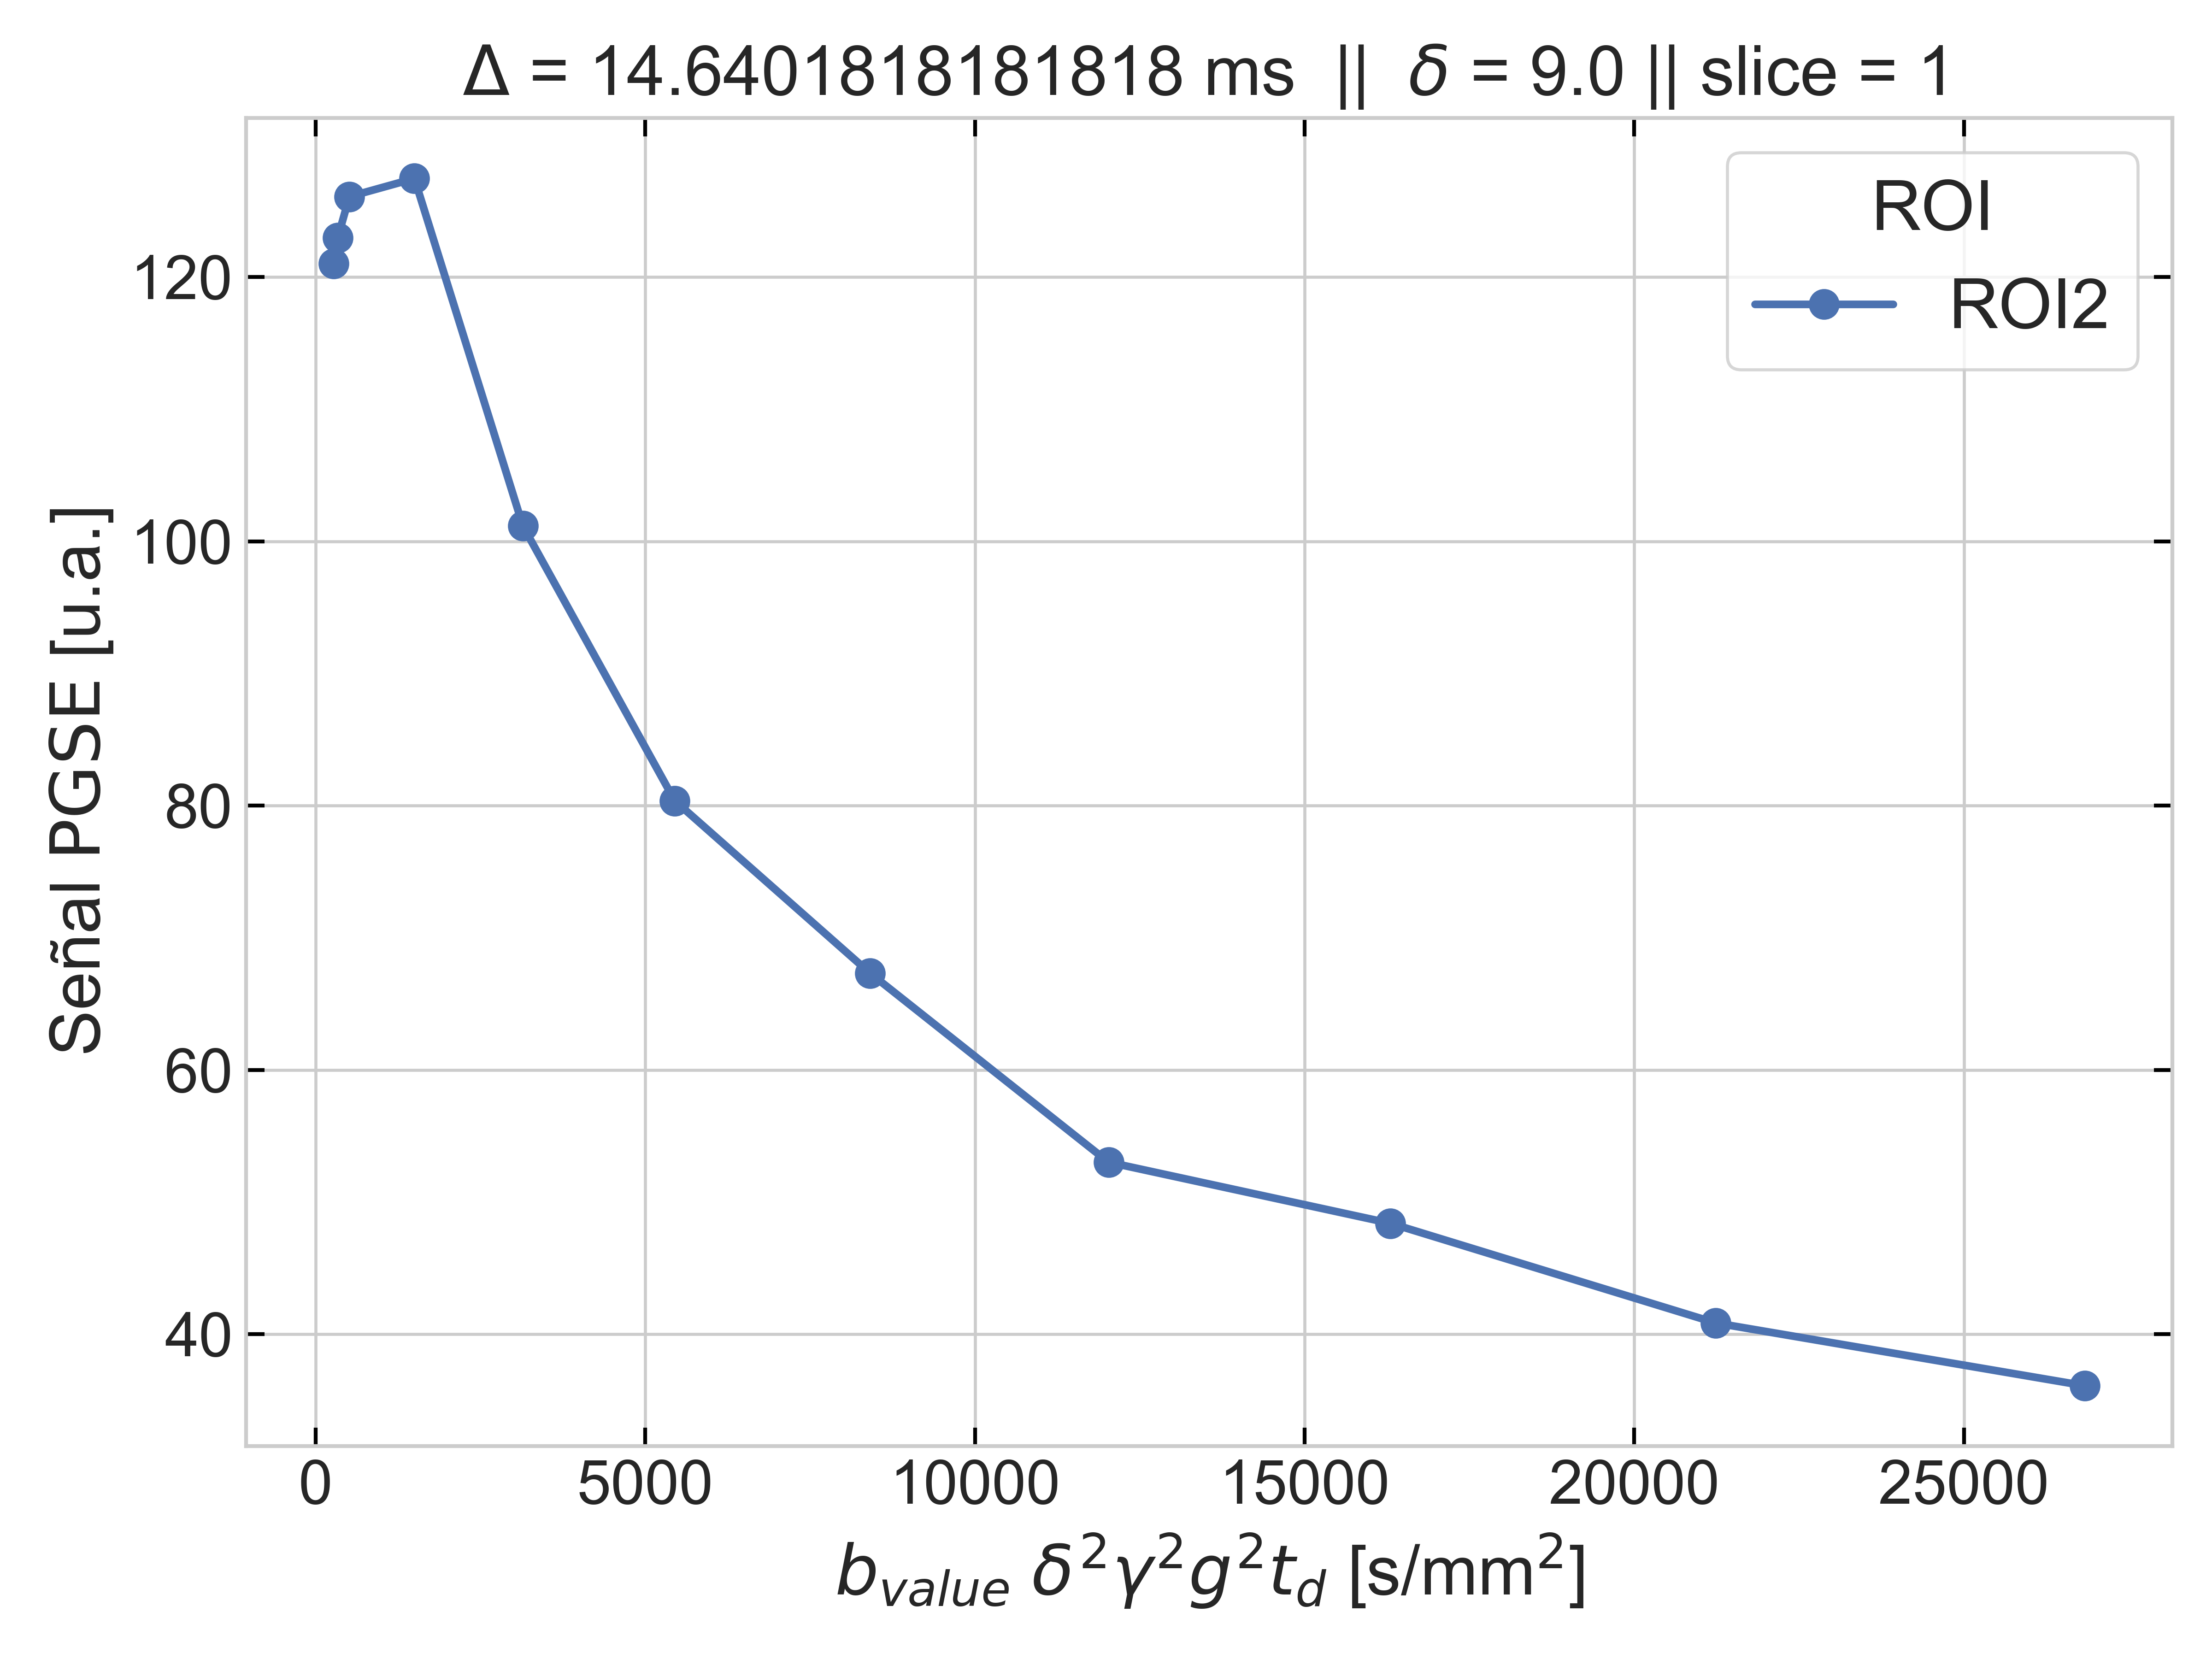 Δ = 14.640181818181818 ms || δ = 9.0 || slice = 1
ROI
ROI2
Señal PGSE [u.a.]
120
100
80
60
40
0 5000 10000 15000 20000 25000
b_value δ²γ²g²t_d [s/mm²]